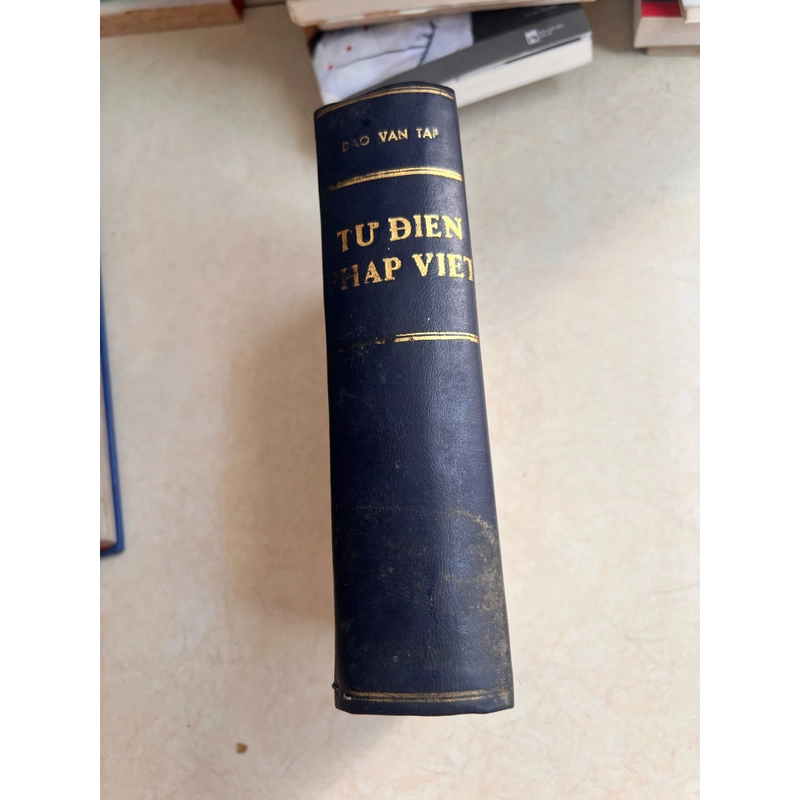 ĐAO VAN TAP
TƯ ĐIEN
PHAP VIET